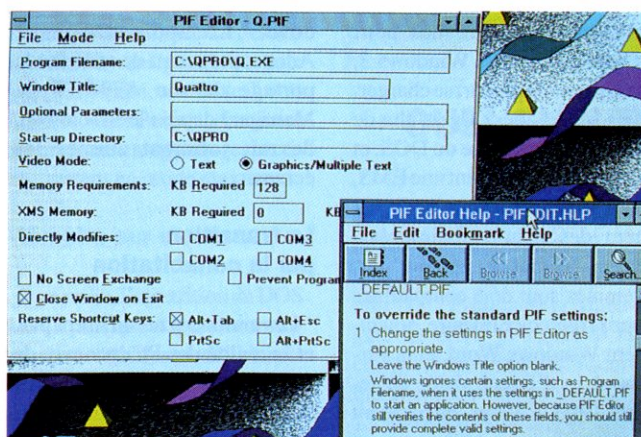 PIF Editor - Q.PIF
File Mode Help
Program Filename: C:\QPRO\Q.EXE
Window Title: Quattro
Optional Parameters:
Start-up Directory: C:\QPRO
Video Mode: Text Graphics/Multiple Text
Memory Requirements: KB Required 128
XMS Memory: KB Required 0 KB
Directly Modifies: COM1 COM3
COM2 COM4
No Screen Exchange Prevent Program
Close Window on Exit
Reserve Shortcut Keys: Alt+Tab Alt+Esc
PrtSc Alt+PrtSc
PIF Editor Help - PIFEDIT.HLP
File Edit Bookmark Help
Index Back Browse Browse Search...
_DEFAULT.PIF
To override the standard PIF settings:
1 Change the settings in PIF Editor as
appropriate.
Leave the Windows Title option blank.
Windows ignores certain settings, such as Program
Filename, when it uses the settings in _DEFAULT.PIF
to start an application. However, because PIF Editor
still verifies the contents of these fields, you should still
provide complete valid settings.